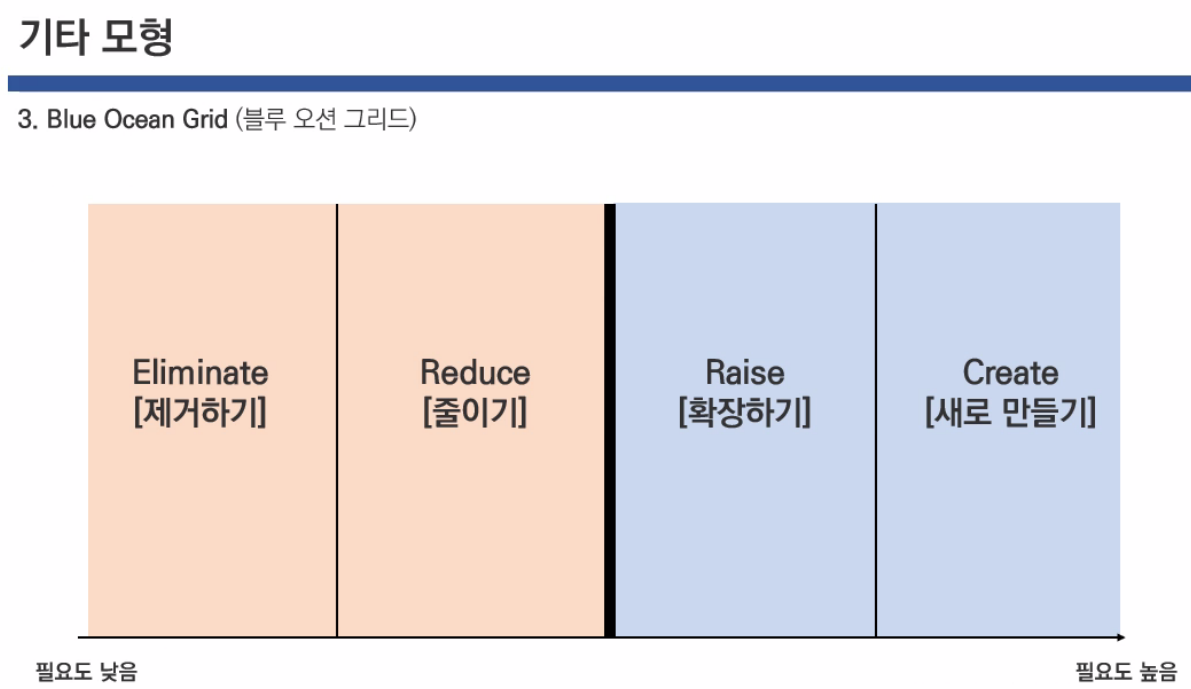 기타 모형
3. Blue Ocean Grid (블루 오션 그리드)
Eliminate
[제거하기]
Reduce
[줄이기]
Raise
[확장하기]
Create
[새로 만들기]
필요도 낮음
필요도 높음